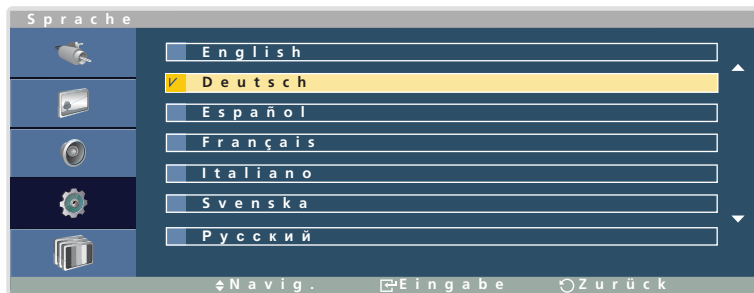 Sprache
English
Deutsch
Español
Français
Italiano
Svenska
Русский
Navig. Eingabe Zurück